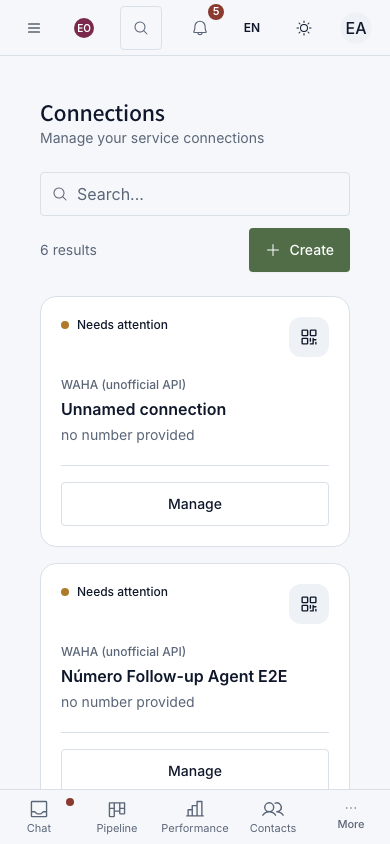 EO
5
EN
EA
Connections
Manage your service connections
Search...
6 results
Create
Needs attention
WAHA (unofficial API)
Unnamed connection
no number provided
Manage
Needs attention
WAHA (unofficial API)
Número Follow-up Agent E2E
no number provided
Manage
Chat
Pipeline
Performance
Contacts
More